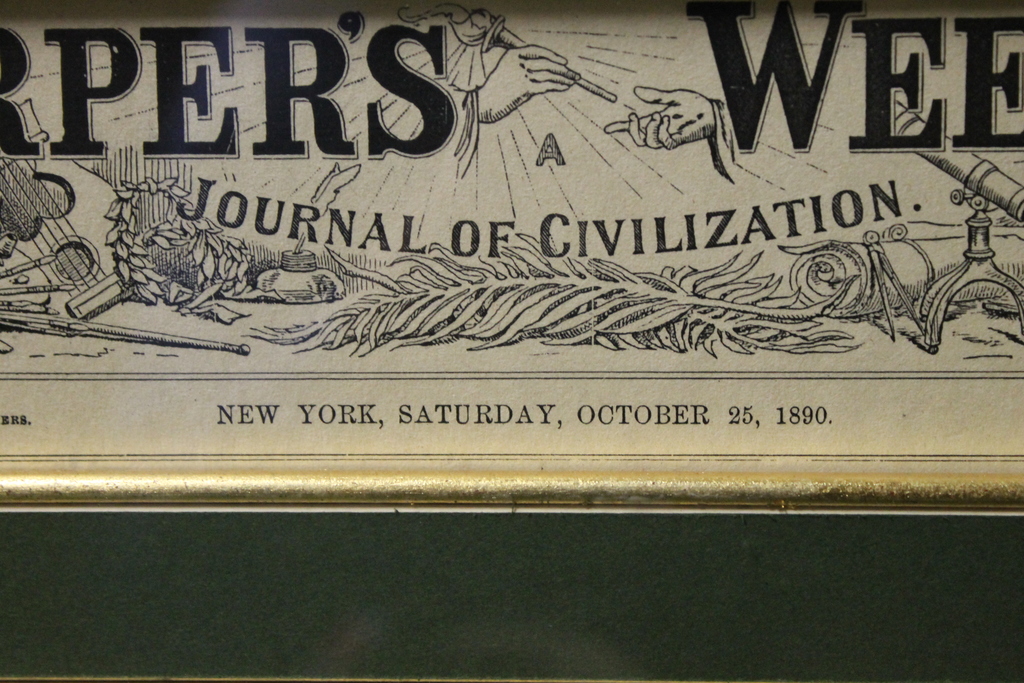 RPER'S WEE
A
JOURNAL OF CIVILIZATION.
ERS. NEW YORK, SATURDAY, OCTOBER 25, 1890.